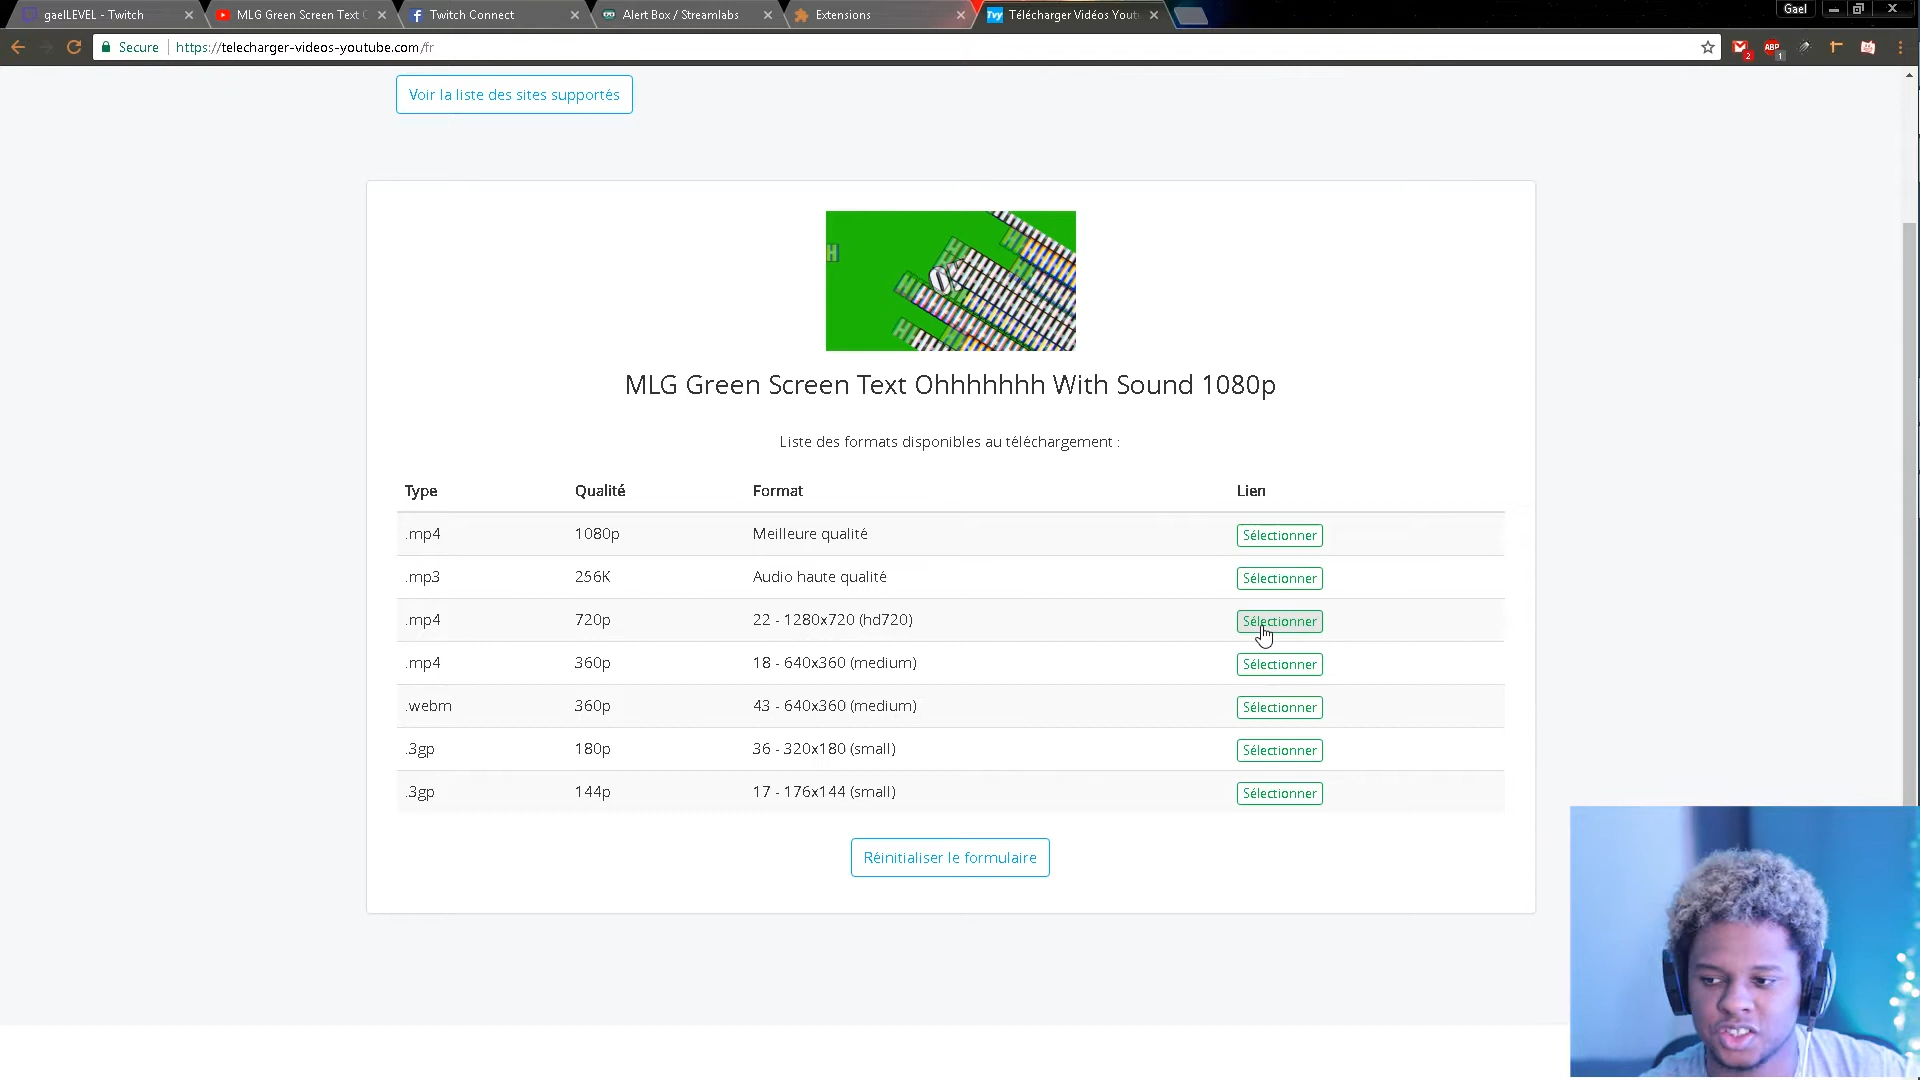 gaelLEVEL - Twitch
MLG Green Screen Text O
Twitch Connect
Alert Box / Streamlabs
Extensions
Tvy Télécharger Vidéos Yout
Gael
Secure
https://telecharger-videos-youtube.com/fr
2
ABP
1
Voir la liste des sites supportés
MLG Green Screen Text Ohhhhhhh With Sound 1080p
Liste des formats disponibles au téléchargement :
Type Qualité Format Lien
.mp4 1080p Meilleure qualité Sélectionner
.mp3 256K Audio haute qualité Sélectionner
.mp4 720p 22 - 1280x720 (hd720) Sélectionner
.mp4 360p 18 - 640x360 (medium) Sélectionner
.webm 360p 43 - 640x360 (medium) Sélectionner
.3gp 180p 36 - 320x180 (small) Sélectionner
.3gp 144p 17 - 176x144 (small) Sélectionner
Réinitialiser le formulaire